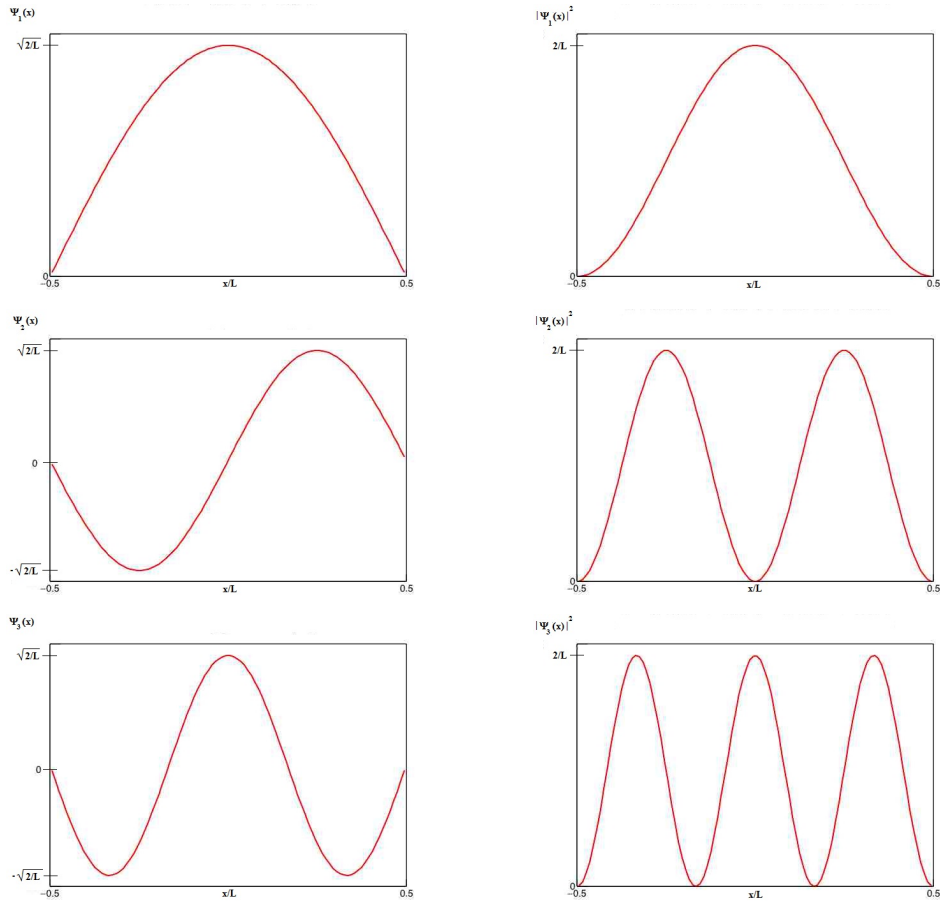 Ψ₁(x)
√2/L
0
−0.5
x/L
0.5
|Ψ₁(x)|²
2/L
0
−0.5
x/L
0.5
Ψ₂(x)
√2/L
0
-√2/L
−0.5
x/L
0.5
|Ψ₂(x)|²
2/L
0
−0.5
x/L
0.5
Ψ₃(x)
√2/L
0
-√2/L
−0.5
x/L
0.5
|Ψ₃(x)|²
2/L
0
−0.5
x/L
0.5